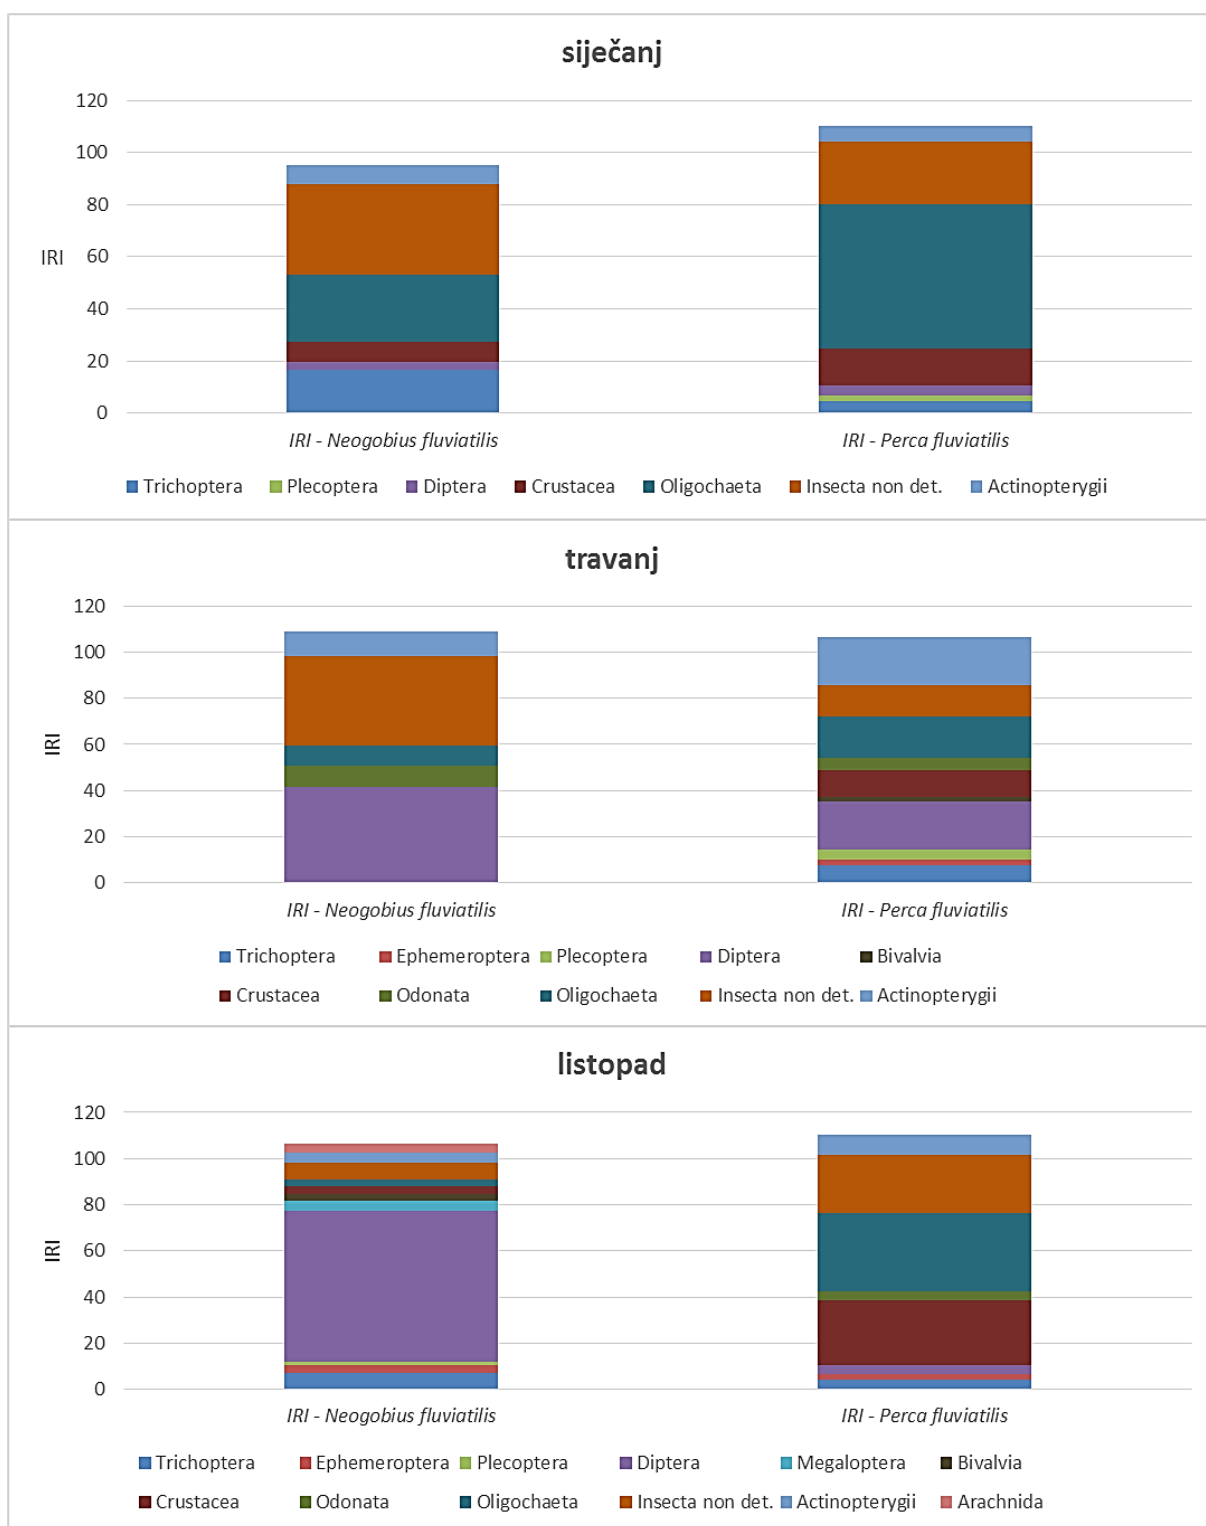 siječanj
120
100
80
IRI 60
40
20
0
IRI - Neogobius fluviatilis IRI - Perca fluviatilis
Trichoptera Plecoptera Diptera Crustacea Oligochaeta Insecta non det. Actinopterygii
travanj
120
100
80
IRI 60
40
20
0
IRI - Neogobius fluviatilis IRI - Perca fluviatilis
Trichoptera Ephemeroptera Plecoptera Diptera Bivalvia
Crustacea Odonata Oligochaeta Insecta non det. Actinopterygii
listopad
120
100
80
IRI 60
40
20
0
IRI - Neogobius fluviatilis IRI - Perca fluviatilis
Trichoptera Ephemeroptera Plecoptera Diptera Megaloptera Bivalvia
Crustacea Odonata Oligochaeta Insecta non det. Actinopterygii Arachnida